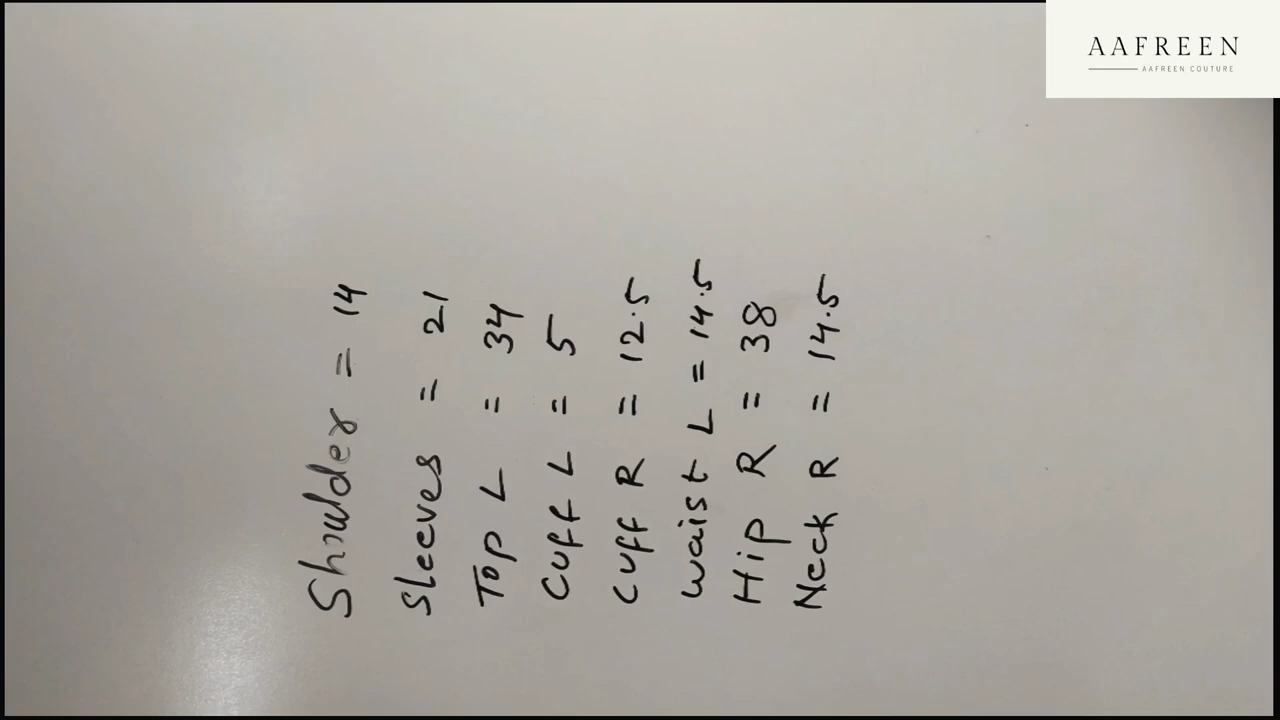 AAFREEN
AAFREEN COUTURE
Shoulder = 14
Sleeves = 21
Top L = 34
Cuff L = 5
Cuff R = 12.5
waist L = 14.5
Hip R = 38
Neck R = 14.5